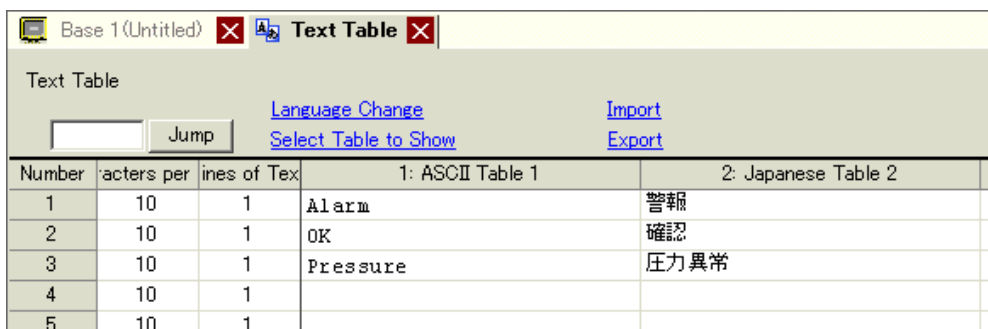 Base 1(Untitled) Text Table
Text Table
Language Change Import
Jump Select Table to Show Export
Number acters per ines of Tex 1: ASCII Table 1 2: Japanese Table 2
1 10 1 Alarm 警報
2 10 1 OK 確認
3 10 1 Pressure 圧力異常
4 10 1
5 10 1